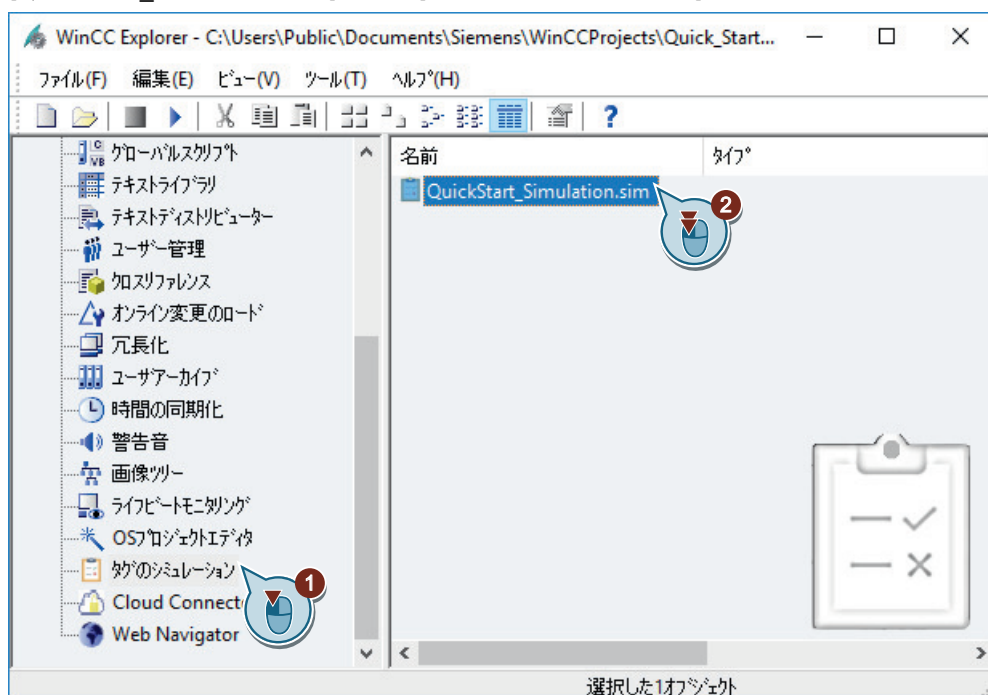 WinCC Explorer - C:\Users\Public\Documents\Siemens\WinCCProjects\Quick_Start...
ファイル(F) 編集(E) ビュー(V) ツール(T) ヘルプ(H)
グローバルスクリプト
テキストライブラリ
テキストディストリビューター
ユーザー管理
クロスリファレンス
オンライン変更のロード
冗長化
ユーザアーカイブ
時間の同期化
警告音
画像ツリー
ライフビートモニタリング
OSプロジェクトエディタ
タグのシミュレーション
1
Cloud Connect
Web Navigator
名前 タイプ
QuickStart_Simulation.sim
2
選択した1オブジェクト